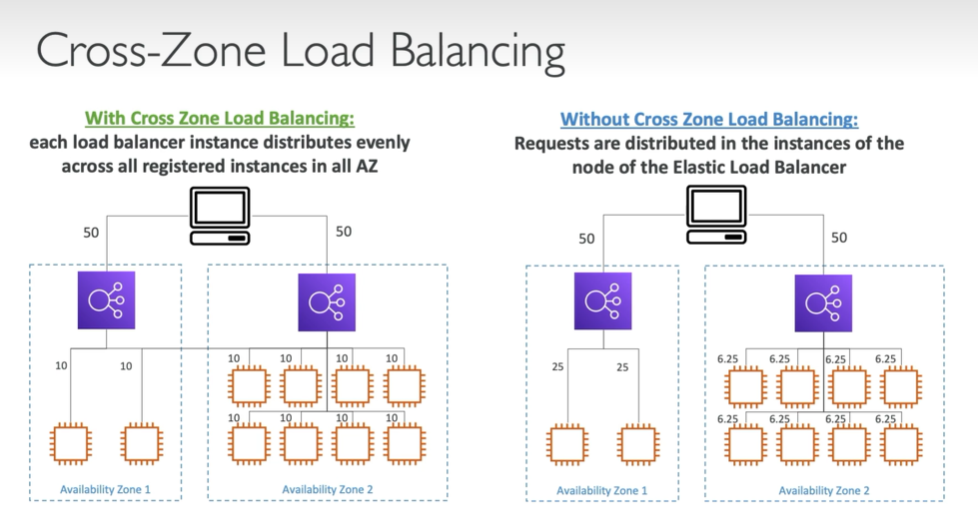 Cross-Zone Load Balancing
With Cross Zone Load Balancing:
each load balancer instance distributes evenly
across all registered instances in all AZ
50
50
10
10
10
10
10
10
10
10
10
10
Availability Zone 1
Availability Zone 2
Without Cross Zone Load Balancing:
Requests are distributed in the instances of the
node of the Elastic Load Balancer
50
50
25
25
6.25
6.25
6.25
6.25
6.25
6.25
6.25
6.25
Availability Zone 1
Availability Zone 2